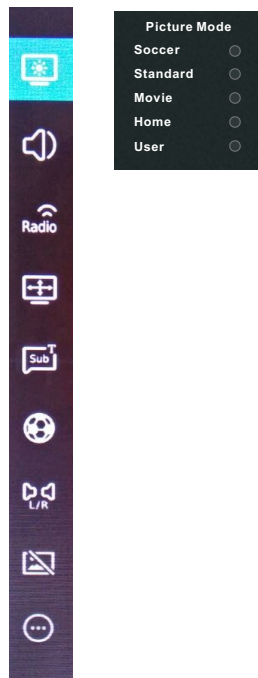 Picture Mode
Soccer
Standard
Movie
Home
User
Radio
Sub T
L/R